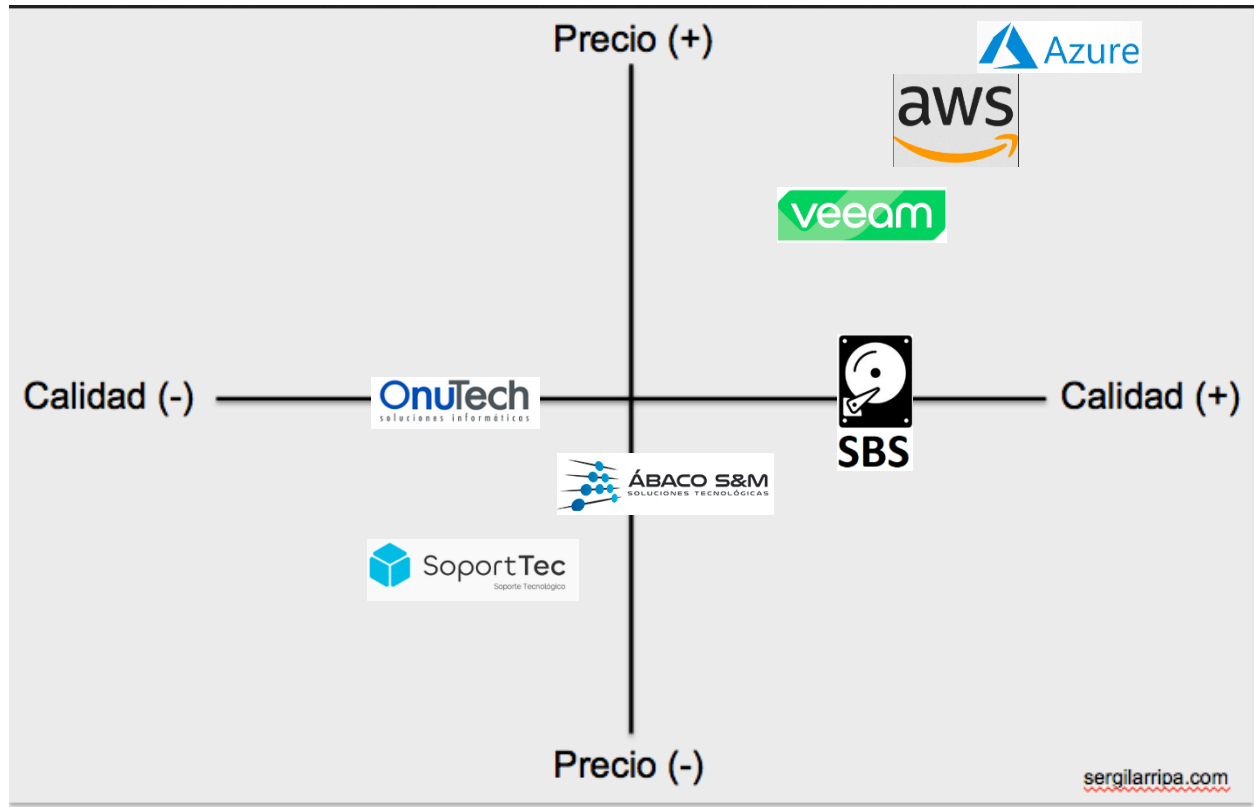 Precio (+)
Azure
aws
veeam
Calidad (-)
OnuTech
soluciones informáticas
Calidad (+)
SBS
ÁBACO S&M
SOLUCIONES TECNOLÓGICAS
SoportTec
Soporte Tecnológico
Precio (-)
sergilarripa.com